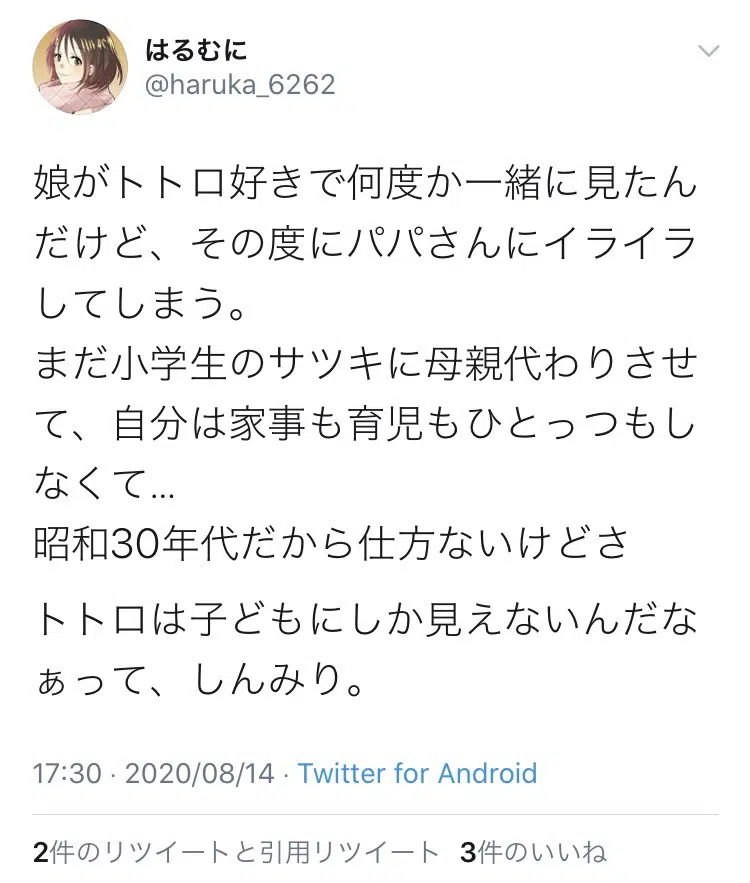 はるむに
@haruka_6262
娘がトトロ好きで何度か一緒に見たん
だけど、その度にパパさんにイライラ
してしまう。
まだ小学生のサツキに母親代わりさせ
て、自分は家事も育児もひとっつもし
なくて...
昭和30年代だから仕方ないけどさ
トトロは子どもにしか見えないんだな
ぁって、しんみり。
17:30 · 2020/08/14 · Twitter for Android
2件のリツイートと引用リツイート 3件のいいね